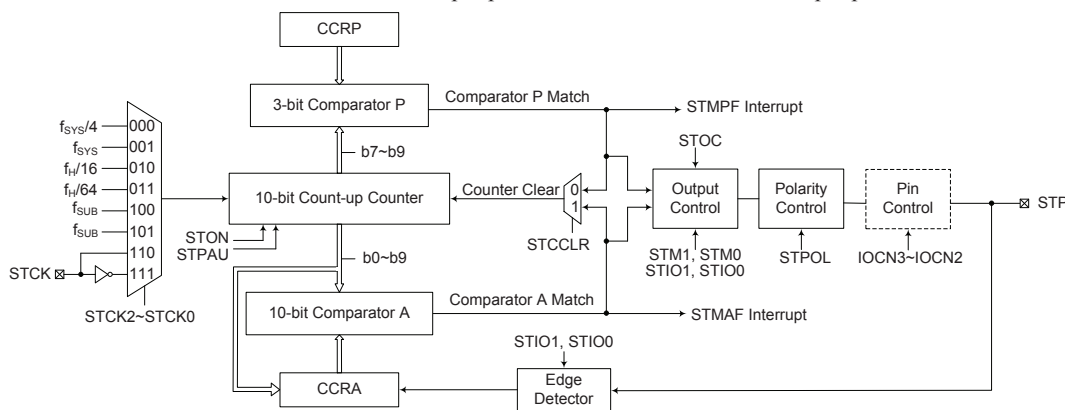 CCRP
3-bit Comparator P
Comparator P Match
STMPF Interrupt
b7~b9
fSYS/4
fSYS
fH/16
fH/64
fSUB
fSUB
000
001
010
011
100
101
110
111
STCK
STCK2~STCK0
10-bit Count-up Counter
STON
STPAU
Counter Clear
0
1
STCCLR
STOC
Output
Control
STM1, STM0
STIO1, STIO0
Polarity
Control
STPOL
Pin
Control
IOCN3~IOCN2
STP
b0~b9
10-bit Comparator A
Comparator A Match
STMAF Interrupt
CCRA
STIO1, STIO0
Edge
Detector